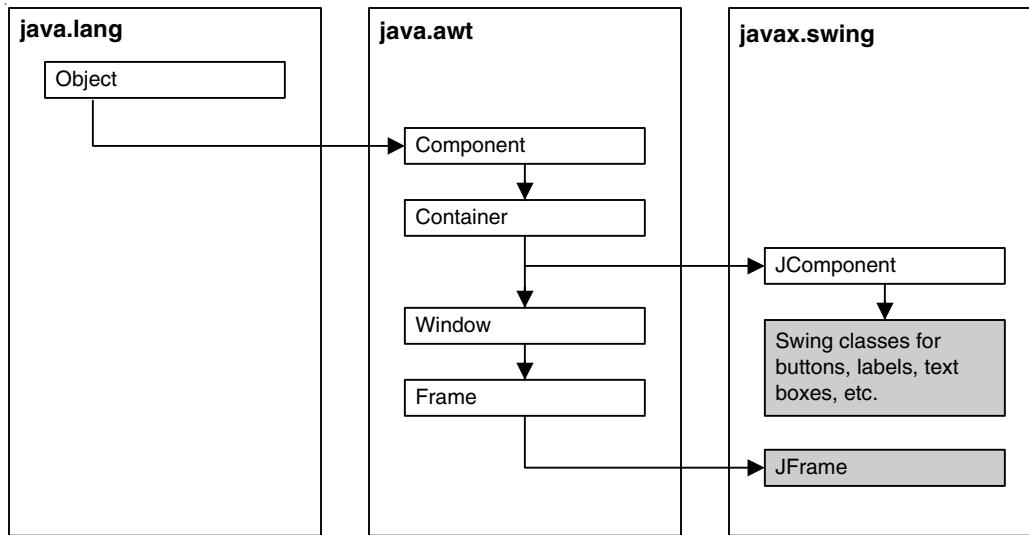 java.lang
Object
java.awt
Component
Container
Window
Frame
javax.swing
JComponent
Swing classes for
buttons, labels, text
boxes, etc.
JFrame